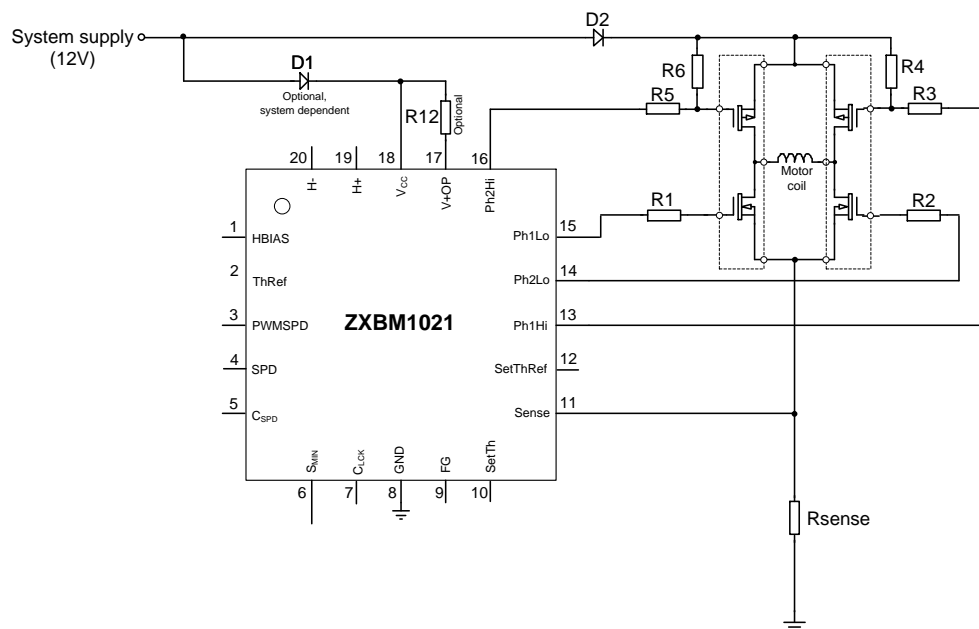 System supply
(12V)
D1
Optional,
system dependent
D2
R12
Optional
R6
R5
R4
R3
Motor
coil
R1
R2
20
19
18
17
16
H-
H+
VCC
V+OP
Ph2Hi
1
HBIAS
2
ThRef
3
PWMSPD
4
SPD
5
CSPD
ZXBM1021
15
Ph1Lo
14
Ph2Lo
13
Ph1Hi
12
SetThRef
11
Sense
SMIN
CLCK
GND
FG
SetTh
6
7
8
9
10
Rsense